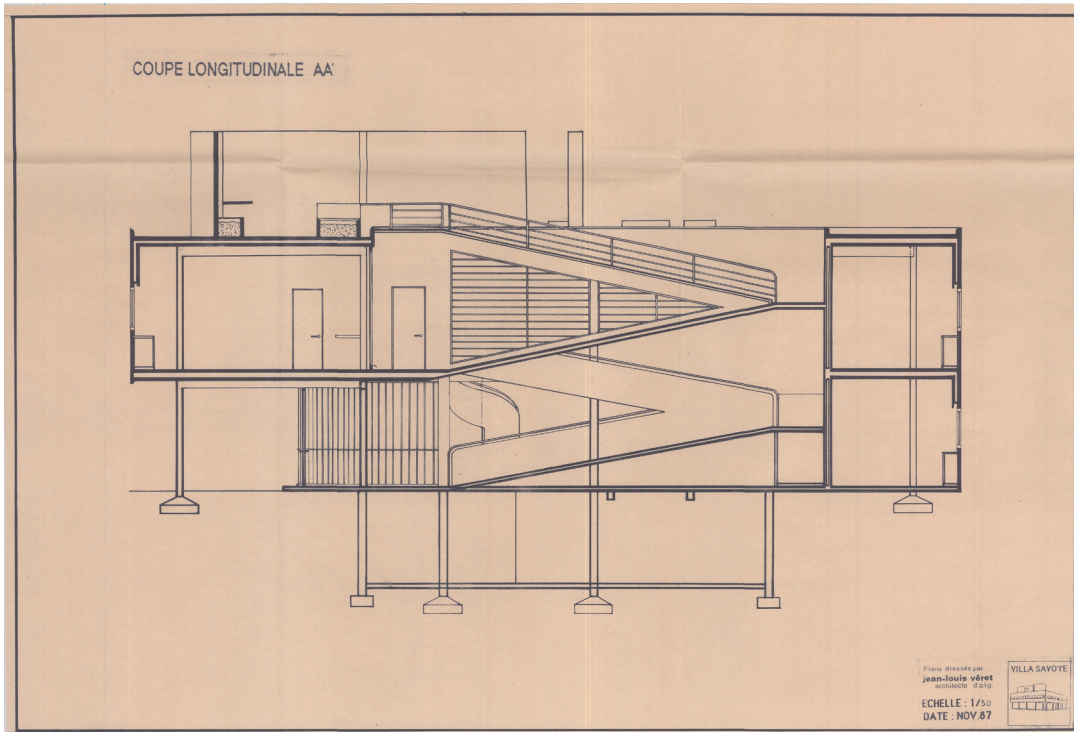 COUPE LONGITUDINALE AA'
Plans dressés par
jean-louis véret
architecte d.p.l.g.
ECHELLE : 1/50
DATE : NOV.87
VILLA SAVOYE